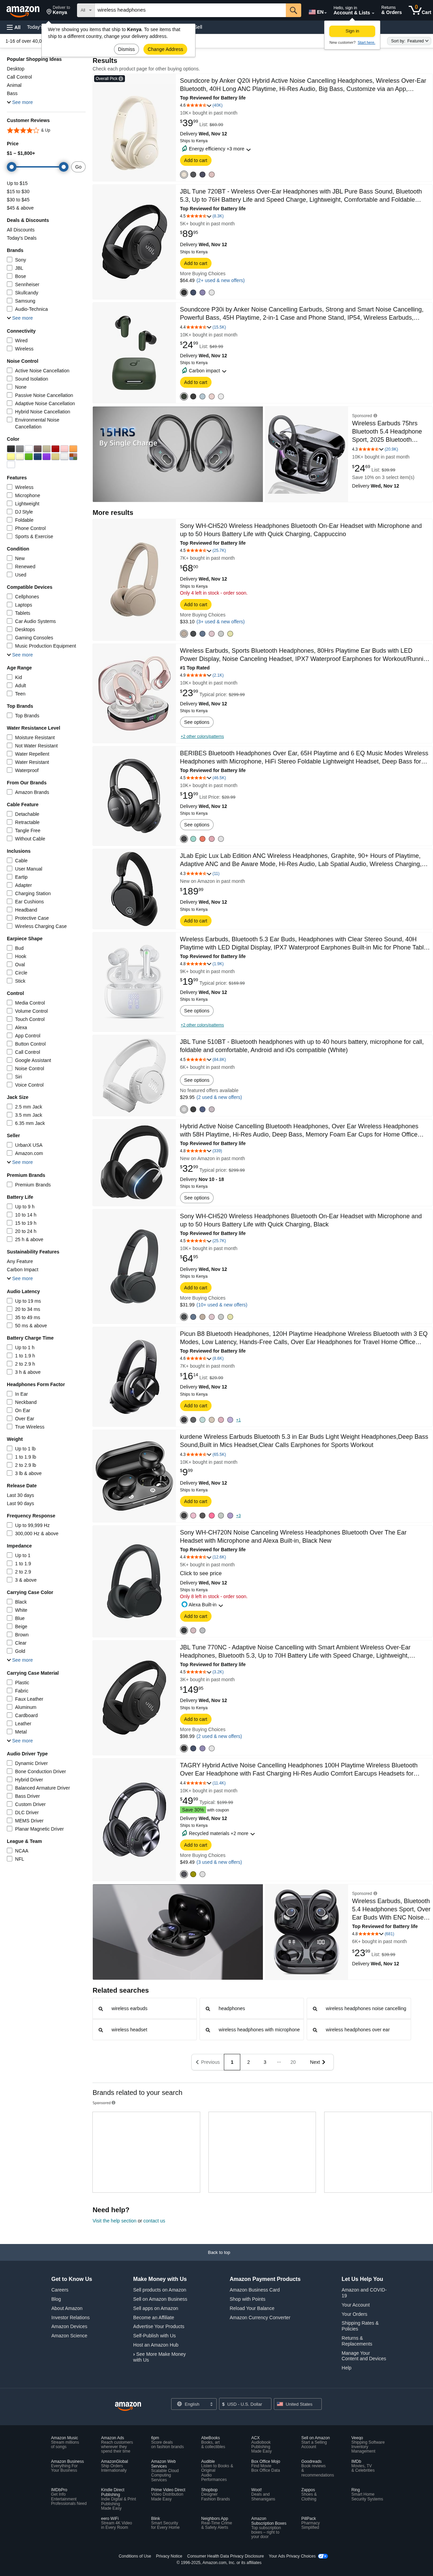 amazon
Deliver to
Kenya
All
wireless headphones
EN
Hello, sign in
Account & Lists
Returns
& Orders
0
Cart
All
Today'
Sell
We're showing you items that ship to Kenya. To see items that
ship to a different country, change your delivery address.
Dismiss
Change Address
Sign in
New customer? Start here.
1-16 of over 40,0
Sort by: Featured
Popular Shopping Ideas
Desktop
Call Control
Animal
Bass
See more
Customer Reviews
& Up
Price
$1 – $1,800+
Go
Up to $15
$15 to $30
$30 to $45
$45 & above
Deals & Discounts
All Discounts
Today's Deals
Brands
Sony
JBL
Bose
Sennheiser
Skullcandy
Samsung
Audio-Technica
See more
Connectivity
Wired
Wireless
Noise Control
Active Noise Cancellation
Sound Isolation
None
Passive Noise Cancellation
Adaptive Noise Cancellation
Hybrid Noise Cancellation
Environmental Noise
Cancellation
Color
Features
Wireless
Microphone
Lightweight
DJ Style
Foldable
Phone Control
Sports & Exercise
Condition
New
Renewed
Used
Compatible Devices
Cellphones
Laptops
Tablets
Car Audio Systems
Desktops
Gaming Consoles
Music Production Equipment
See more
Age Range
Kid
Adult
Teen
Top Brands
Top Brands
Water Resistance Level
Moisture Resistant
Not Water Resistant
Water Repellent
Water Resistant
Waterproof
From Our Brands
Amazon Brands
Cable Feature
Detachable
Retractable
Tangle Free
Without Cable
Inclusions
Cable
User Manual
Eartip
Adapter
Charging Station
Ear Cushions
Headband
Protective Case
Wireless Charging Case
Earpiece Shape
Bud
Hook
Oval
Circle
Stick
Control
Media Control
Volume Control
Touch Control
Alexa
App Control
Button Control
Call Control
Google Assistant
Noise Control
Siri
Voice Control
Jack Size
2.5 mm Jack
3.5 mm Jack
6.35 mm Jack
Seller
UrbanX USA
Amazon.com
See more
Premium Brands
Premium Brands
Battery Life
Up to 9 h
10 to 14 h
15 to 19 h
20 to 24 h
25 h & above
Sustainability Features
Any Feature
Carbon Impact
See more
Audio Latency
Up to 19 ms
20 to 34 ms
35 to 49 ms
50 ms & above
Battery Charge Time
Up to 1 h
1 to 1.9 h
2 to 2.9 h
3 h & above
Headphones Form Factor
In Ear
Neckband
On Ear
Over Ear
True Wireless
Weight
Up to 1 lb
1 to 1.9 lb
2 to 2.9 lb
3 lb & above
Release Date
Last 30 days
Last 90 days
Frequency Response
Up to 99,999 Hz
300,000 Hz & above
Impedance
Up to 1
1 to 1.9
2 to 2.9
3 & above
Carrying Case Color
Black
White
Blue
Beige
Brown
Clear
Gold
See more
Carrying Case Material
Plastic
Fabric
Faux Leather
Aluminum
Cardboard
Leather
Metal
See more
Audio Driver Type
Dynamic Driver
Bone Conduction Driver
Hybrid Driver
Balanced Armature Driver
Bass Driver
Custom Driver
DLC Driver
MEMS Driver
Planar Magnetic Driver
League & Team
NCAA
NFL
Results
Check each product page for other buying options.
Overall Pick
Soundcore by Anker Q20i Hybrid Active Noise Cancelling Headphones, Wireless Over-Ear
Bluetooth, 40H Long ANC Playtime, Hi-Res Audio, Big Bass, Customize via an App,...
Top Reviewed for Battery life
4.6 (40K)
10K+ bought in past month
$39 99 List: $69.99
Delivery Wed, Nov 12
Ships to Kenya
Energy efficiency +3 more
Add to cart
JBL Tune 720BT - Wireless Over-Ear Headphones with JBL Pure Bass Sound, Bluetooth
5.3, Up to 76H Battery Life and Speed Charge, Lightweight, Comfortable and Foldable...
Top Reviewed for Battery life
4.5 (8.3K)
5K+ bought in past month
$89 95
Delivery Wed, Nov 12
Ships to Kenya
Add to cart
More Buying Choices
$64.49 (2+ used & new offers)
Soundcore P30i by Anker Noise Cancelling Earbuds, Strong and Smart Noise Cancelling,
Powerful Bass, 45H Playtime, 2-in-1 Case and Phone Stand, IP54, Wireless Earbuds,...
4.4 (15.5K)
10K+ bought in past month
$24 99 List: $49.99
Delivery Wed, Nov 12
Ships to Kenya
Carbon impact
Add to cart
15HRS
By Single Charge
Sponsored
Wireless Earbuds 75hrs
Bluetooth 5.4 Headphone
Sport, 2025 Bluetooth...
4.3 (20.9K)
10K+ bought in past month
$24 69 List: $39.99
Save 10% on 3 select item(s)
Delivery Wed, Nov 12
More results
Sony WH-CH520 Wireless Headphones Bluetooth On-Ear Headset with Microphone and
up to 50 Hours Battery Life with Quick Charging, Cappuccino
Top Reviewed for Battery life
4.5 (25.7K)
7K+ bought in past month
$68 00
Delivery Wed, Nov 12
Ships to Kenya
Only 4 left in stock - order soon.
Add to cart
More Buying Choices
$33.10 (3+ used & new offers)
Wireless Earbuds, Sports Bluetooth Headphones, 80Hrs Playtime Ear Buds with LED
Power Display, Noise Canceling Headset, IPX7 Waterproof Earphones for Workout/Runni...
#1 Top Rated
4.9 (2.1K)
10K+ bought in past month
$23 99 Typical price: $299.99
Delivery Wed, Nov 12
Ships to Kenya
See options
+2 other colors/patterns
BERIBES Bluetooth Headphones Over Ear, 65H Playtime and 6 EQ Music Modes Wireless
Headphones with Microphone, HiFi Stereo Foldable Lightweight Headset, Deep Bass for...
Top Reviewed for Battery life
4.5 (46.5K)
10K+ bought in past month
$19 99 List Price: $29.99
Delivery Wed, Nov 12
Ships to Kenya
See options
JLab Epic Lux Lab Edition ANC Wireless Headphones, Graphite, 90+ Hours of Playtime,
Adaptive ANC and Be Aware Mode, Hi-Res Audio, Lab Spatial Audio, Wireless Charging,...
4.3
New on Amazon in past month
$189 99
Delivery Wed, Nov 12
Ships to Kenya
Add to cart
Wireless Earbuds, Bluetooth 5.3 Ear Buds, Headphones with Clear Stereo Sound, 40H
Playtime with LED Digital Display, IPX7 Waterproof Earphones Built-in Mic for Phone Tabl...
Top Reviewed for Battery life
4.8 (1.9K)
9K+ bought in past month
$19 99 Typical price: $199.99
Delivery Wed, Nov 12
Ships to Kenya
See options
+2 other colors/patterns
JBL Tune 510BT - Bluetooth headphones with up to 40 hours battery, microphone for call,
foldable and comfortable, Android and iOs compatible (White)
4.5 (84.8K)
6K+ bought in past month
See options
No featured offers available
$29.95 (2 used & new offers)
Hybrid Active Noise Cancelling Bluetooth Headphones, Over Ear Wireless Headphones
with 58H Playtime, Hi-Res Audio, Deep Bass, Memory Foam Ear Cups for Home Office...
Top Reviewed for Battery life
4.8 (339)
New on Amazon in past month
$32 99 Typical price: $299.99
Delivery Nov 10 - 18
Ships to Kenya
See options
Sony WH-CH520 Wireless Headphones Bluetooth On-Ear Headset with Microphone and
up to 50 Hours Battery Life with Quick Charging, Black
Top Reviewed for Battery life
4.5 (25.7K)
10K+ bought in past month
$64 95
Delivery Wed, Nov 12
Ships to Kenya
Add to cart
More Buying Choices
$31.99 (10+ used & new offers)
Picun B8 Bluetooth Headphones, 120H Playtime Headphone Wireless Bluetooth with 3 EQ
Modes, Low Latency, Hands-Free Calls, Over Ear Headphones for Travel Home Office...
Top Reviewed for Battery life
4.6 (8.6K)
7K+ bought in past month
$16 14 List: $29.99
Delivery Wed, Nov 12
Ships to Kenya
Add to cart
+1
kurdene Wireless Earbuds Bluetooth 5.3 in Ear Buds Light Weight Headphones,Deep Bass
Sound,Built in Mics Headset,Clear Calls Earphones for Sports Workout
4.3 (65.5K)
10K+ bought in past month
$9 99
Delivery Wed, Nov 12
Ships to Kenya
Add to cart
+3
Sony WH-CH720N Noise Canceling Wireless Headphones Bluetooth Over The Ear
Headset with Microphone and Alexa Built-in, Black New
Top Reviewed for Battery life
4.4 (12.8K)
5K+ bought in past month
Click to see price
Delivery Wed, Nov 12
Ships to Kenya
Only 8 left in stock - order soon.
Alexa Built-in
Add to cart
JBL Tune 770NC - Adaptive Noise Cancelling with Smart Ambient Wireless Over-Ear
Headphones, Bluetooth 5.3, Up to 70H Battery Life with Speed Charge, Lightweight,...
Top Reviewed for Battery life
4.5 (3.2K)
3K+ bought in past month
$149 95
Delivery Wed, Nov 12
Ships to Kenya
Add to cart
More Buying Choices
$98.99 (2 used & new offers)
TAGRY Hybrid Active Noise Cancelling Headphones 100H Playtime Wireless Bluetooth
Over Ear Headphone with Fast Charging Hi-Res Audio Comfort Earcups Headsets for...
4.4 (11.4K)
10K+ bought in past month
$49 99 Typical: $199.99
Save 30% with coupon
Delivery Wed, Nov 12
Ships to Kenya
Recycled materials +2 more
Add to cart
More Buying Choices
$49.49 (3 used & new offers)
Sponsored
Wireless Earbuds, Bluetooth
5.4 Headphones Sport, Over
Ear Buds With ENC Noise...
Top Reviewed for Battery life
4.8 (991)
6K+ bought in past month
$23 99 List: $39.99
Delivery Wed, Nov 12
Related searches
wireless earbuds
headphones
wireless headphones noise cancelling
wireless headset
wireless headphones with microphone
wireless headphones over ear
Previous
1
2
3
...
20
Next
Brands related to your search
Sponsored
Need help?
Visit the help section or contact us
Back to top
Get to Know Us
Careers
Blog
About Amazon
Investor Relations
Amazon Devices
Amazon Science
Make Money with Us
Sell products on Amazon
Sell on Amazon Business
Sell apps on Amazon
Become an Affiliate
Advertise Your Products
Self-Publish with Us
Host an Amazon Hub
› See More Make Money
with Us
Amazon Payment Products
Amazon Business Card
Shop with Points
Reload Your Balance
Amazon Currency Converter
Let Us Help You
Amazon and COVID-
19
Your Account
Your Orders
Shipping Rates &
Policies
Returns &
Replacements
Manage Your
Content and Devices
Help
amazon
English
$ USD - U.S. Dollar
United States
Amazon Music
Stream millions
of songs
Amazon Ads
Reach customers
wherever they
spend their time
6pm
Score deals
on fashion brands
AbeBooks
Books, art
& collectibles
ACX
Audiobook
Publishing
Made Easy
Sell on Amazon
Start a Selling
Account
Veeqo
Shipping Software
Inventory
Management
Amazon Business
Everything For
Your Business
AmazonGlobal
Ship Orders
Internationally
Amazon Web
Services
Scalable Cloud
Computing
Services
Audible
Listen to Books &
Original
Audio
Performances
Box Office Mojo
Find Movie
Box Office Data
Goodreads
Book reviews
&
recommendations
IMDb
Movies, TV
& Celebrities
IMDbPro
Get Info
Entertainment
Professionals Need
Kindle Direct
Publishing
Indie Digital & Print
Publishing
Made Easy
Prime Video Direct
Video Distribution
Made Easy
Shopbop
Designer
Fashion Brands
Woot!
Deals and
Shenanigans
Zappos
Shoes &
Clothing
Ring
Smart Home
Security Systems
eero WiFi
Stream 4K Video
in Every Room
Blink
Smart Security
for Every Home
Neighbors App
Real-Time Crime
& Safety Alerts
Amazon
Subscription Boxes
Top subscription
boxes – right to
your door
PillPack
Pharmacy
Simplified
Conditions of Use Privacy Notice Consumer Health Data Privacy Disclosure Your Ads Privacy Choices
© 1996-2025, Amazon.com, Inc. or its affiliates